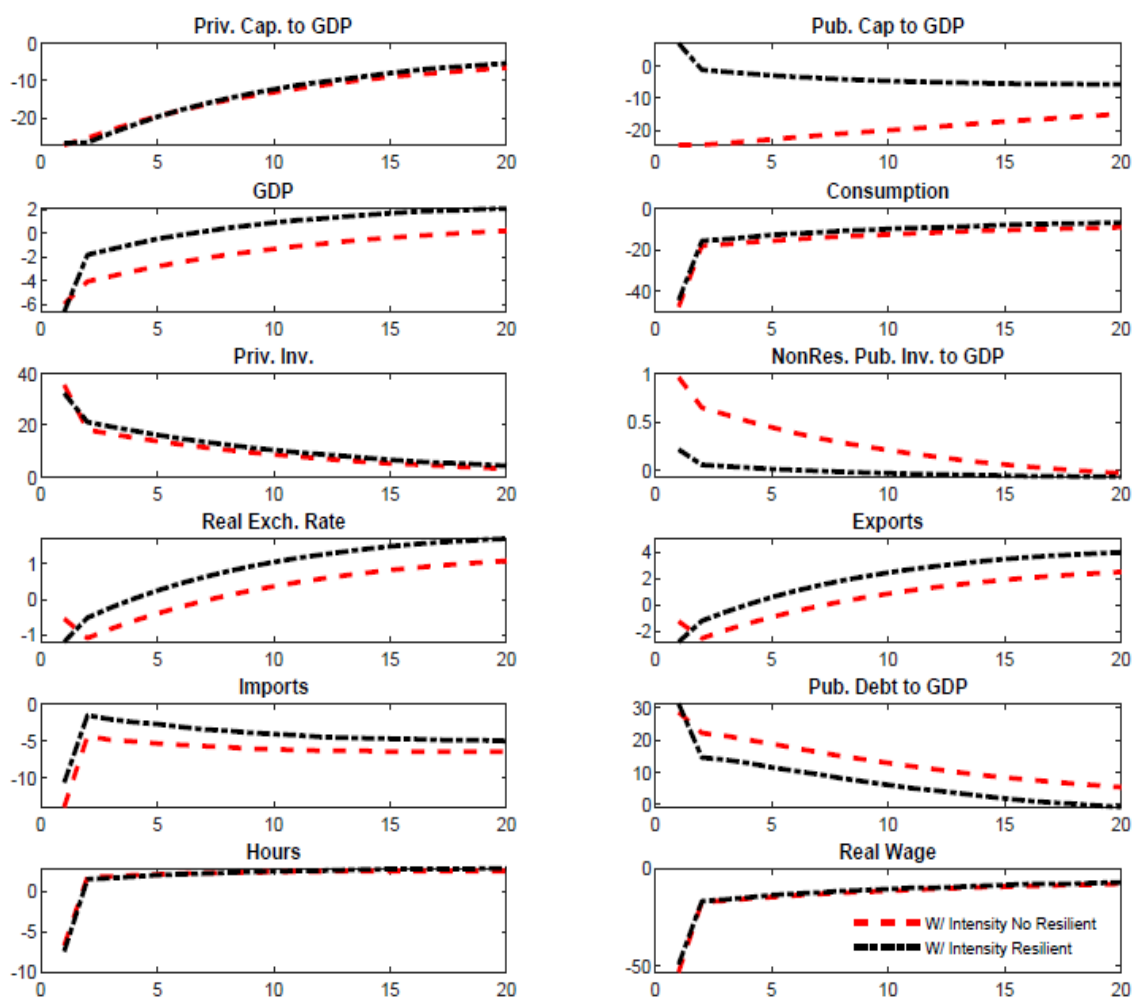 Priv. Cap. to GDP
0
-10
-20
0 5 10 15 20
Pub. Cap to GDP
0
-10
-20
0 5 10 15 20
GDP
2
0
-2
-4
-6
0 5 10 15 20
Consumption
0
-20
-40
0 5 10 15 20
Priv. Inv.
40
20
0
0 5 10 15 20
NonRes. Pub. Inv. to GDP
1
0.5
0
0 5 10 15 20
Real Exch. Rate
1
0
-1
0 5 10 15 20
Exports
4
2
0
-2
0 5 10 15 20
Imports
0
-5
-10
0 5 10 15 20
Pub. Debt to GDP
30
20
10
0
0 5 10 15 20
Hours
0
-5
-10
0 5 10 15 20
Real Wage
0
-50
0 5 10 15 20
W/ Intensity No Resilient
W/ Intensity Resilient